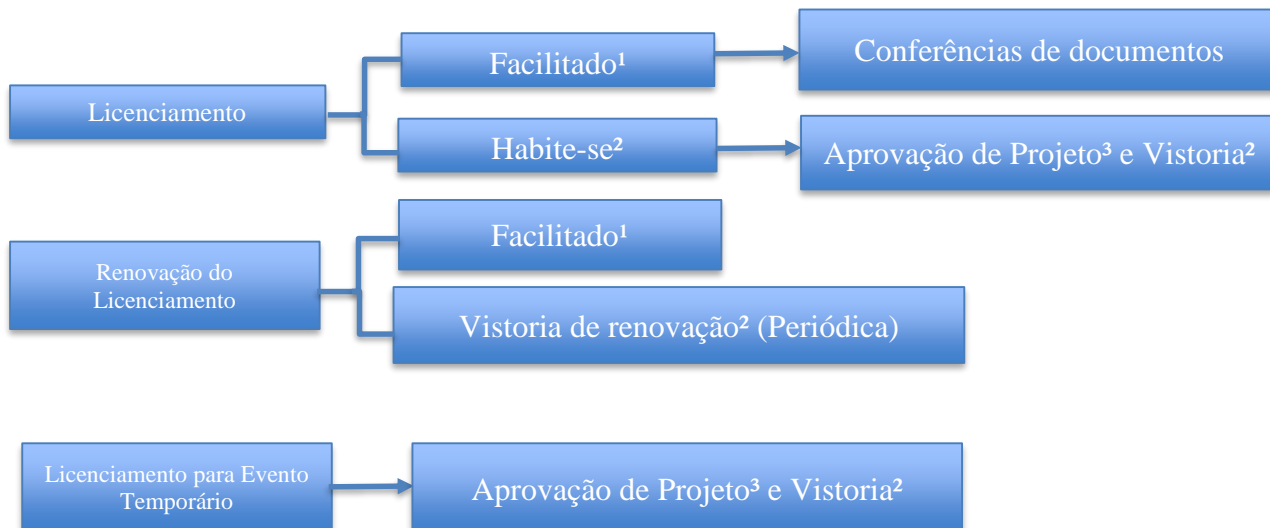 Licenciamento
Facilitado¹
Conferências de documentos
Habite-se²
Aprovação de Projeto³ e Vistoria²
Renovação do
Licenciamento
Facilitado¹
Vistoria de renovação² (Periódica)
Licenciamento para Evento
Temporário
Aprovação de Projeto³ e Vistoria²